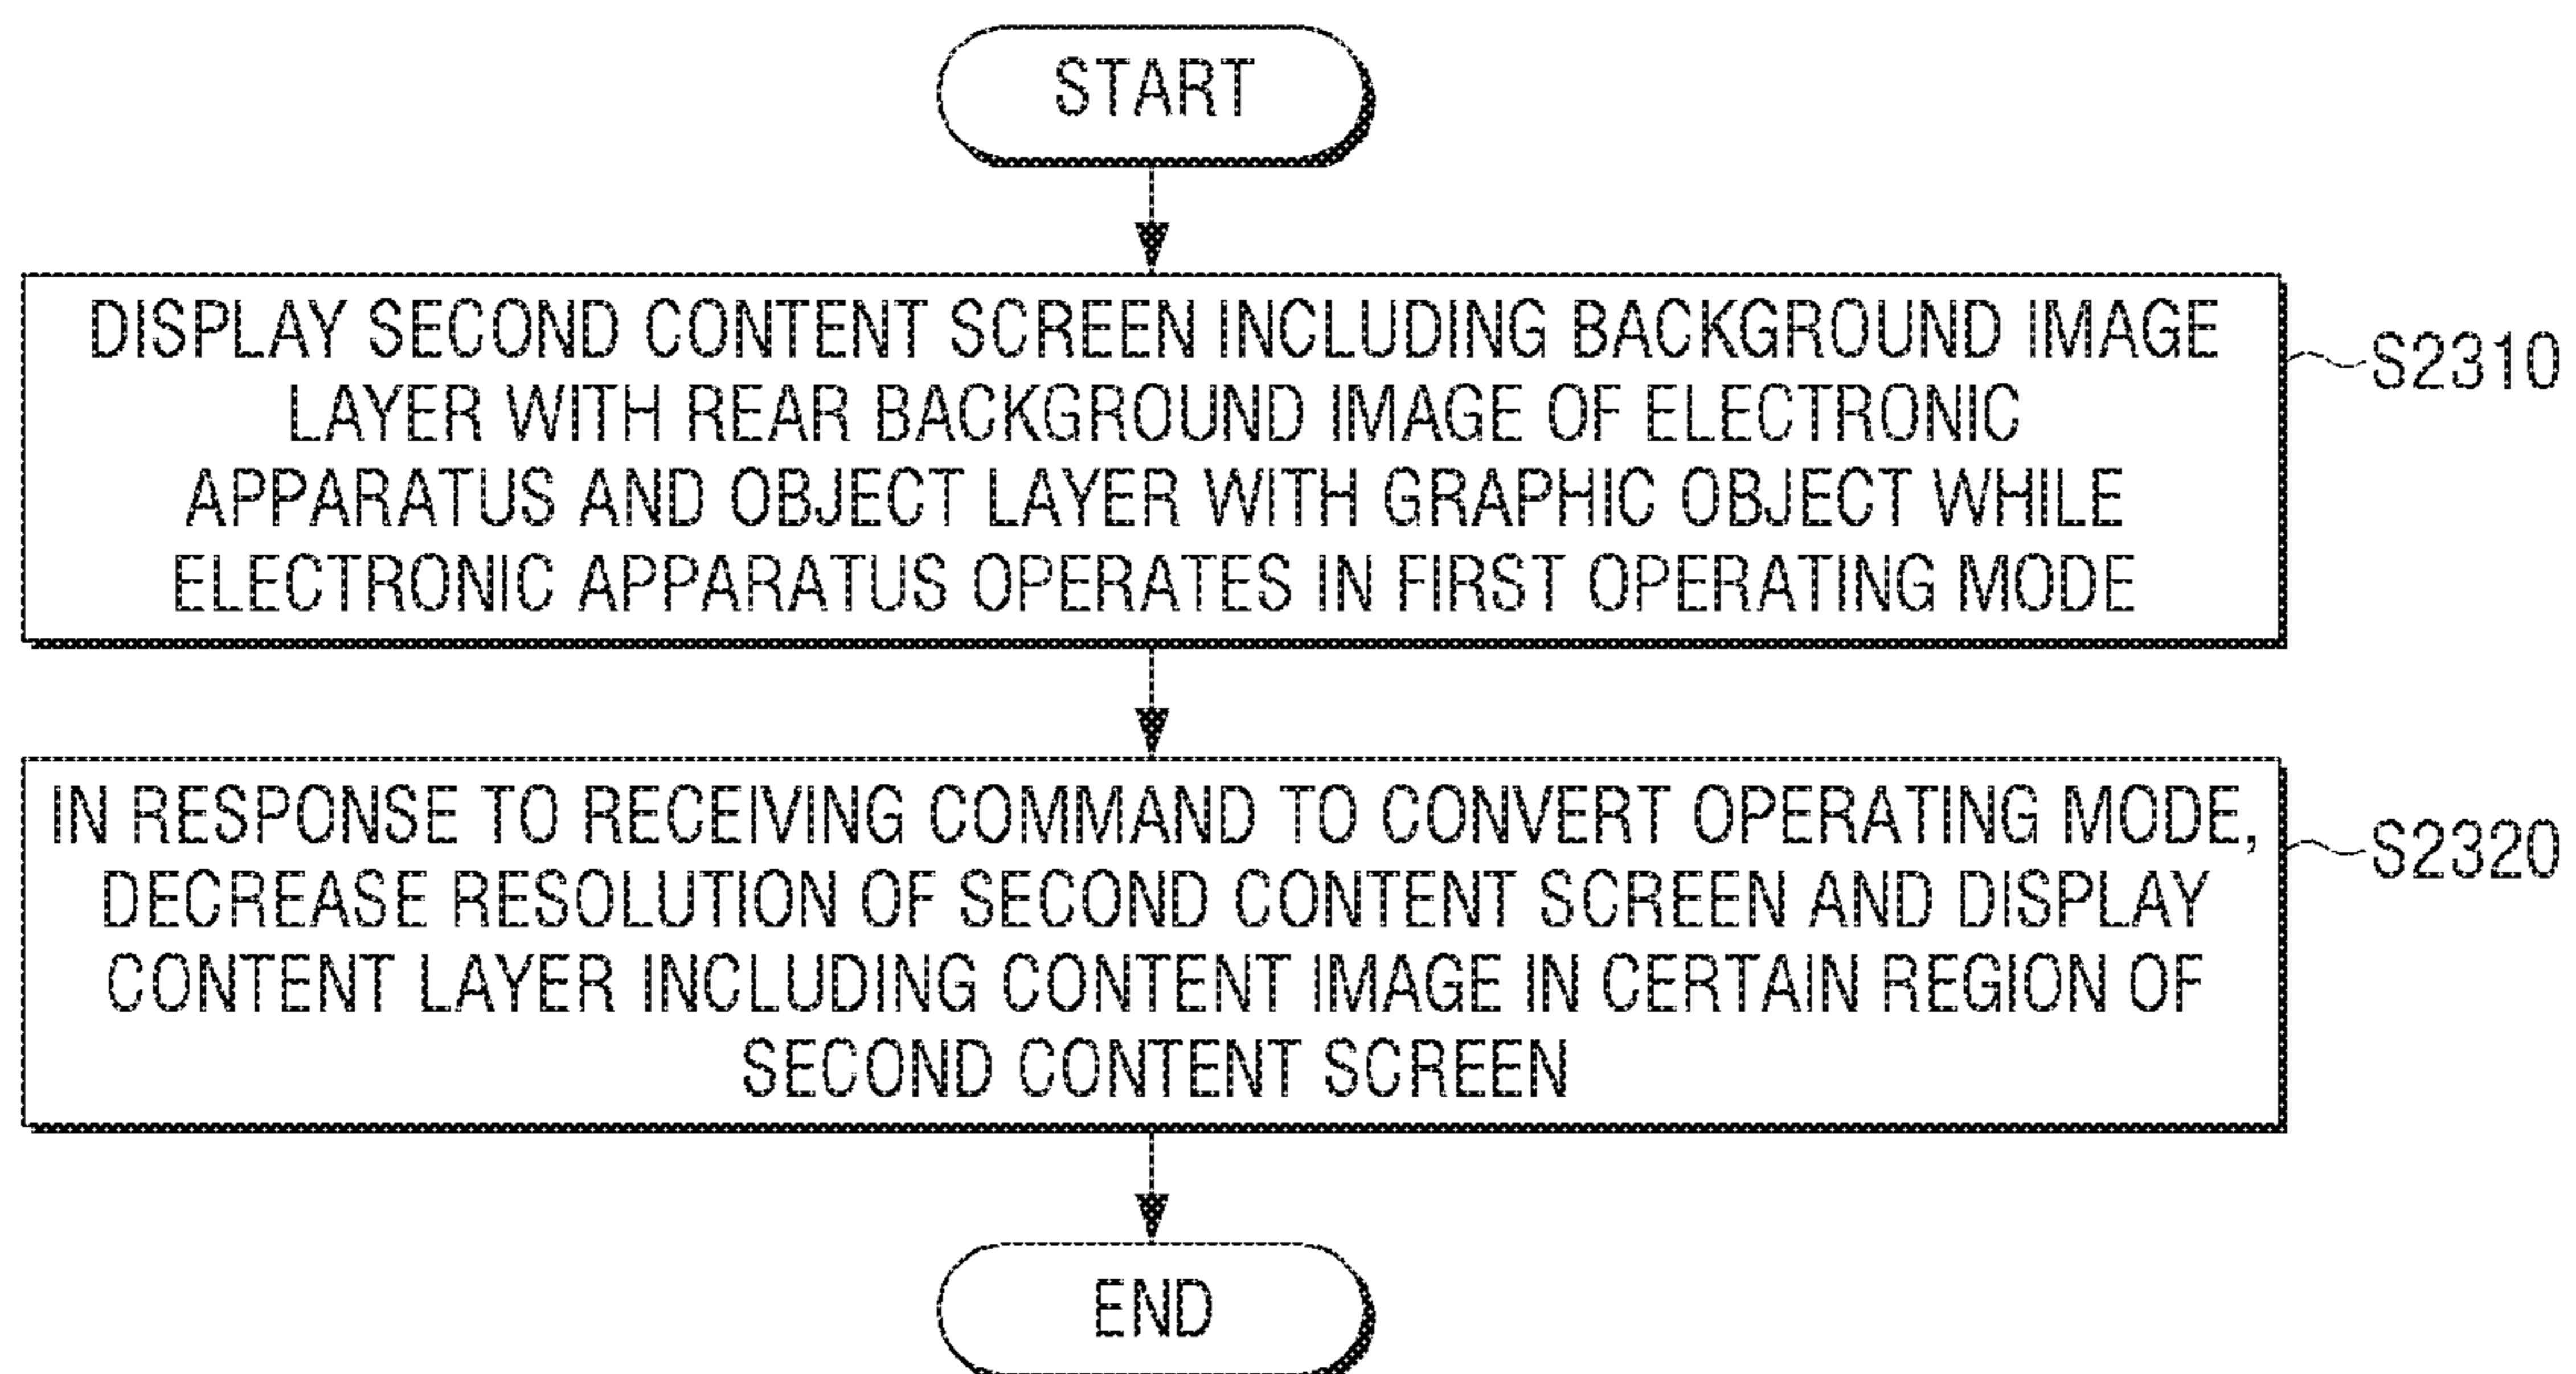 START
DISPLAY SECOND CONTENT SCREEN INCLUDING BACKGROUND IMAGE
LAYER WITH REAR BACKGROUND IMAGE OF ELECTRONIC
APPARATUS AND OBJECT LAYER WITH GRAPHIC OBJECT WHILE
ELECTRONIC APPARATUS OPERATES IN FIRST OPERATING MODE
S2310
IN RESPONSE TO RECEIVING COMMAND TO CONVERT OPERATING MODE,
DECREASE RESOLUTION OF SECOND CONTENT SCREEN AND DISPLAY
CONTENT LAYER INCLUDING CONTENT IMAGE IN CERTAIN REGION OF
SECOND CONTENT SCREEN
S2320
END